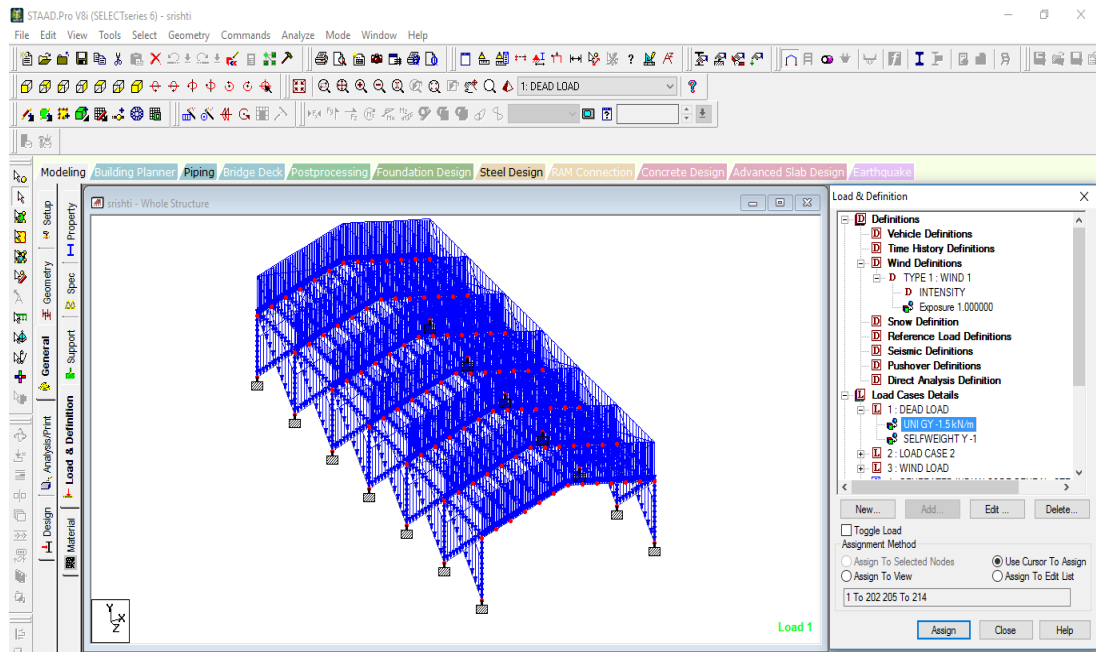 STAAD.Pro V8i (SELECTseries 6) - srishti
File Edit View Tools Select Geometry Commands Analyze Mode Window Help
1: DEAD LOAD
Modeling Building Planner Piping Bridge Deck Postprocessing Foundation Design Steel Design RAM Connection Concrete Design Advanced Slab Design Earthquake
Setup
Geometry
General
Analysis/Print
Design
Property
Spec
Support
Load & Definition
Material
srishti - Whole Structure
Y
X
Z
Load 1
Load & Definition
Definitions
Vehicle Definitions
Time History Definitions
Wind Definitions
TYPE 1 : WIND 1
INTENSITY
Exposure 1.000000
Snow Definition
Reference Load Definitions
Seismic Definitions
Pushover Definitions
Direct Analysis Definition
Load Cases Details
1 : DEAD LOAD
UNI GY -1.5 kN/m
SELFWEIGHT Y -1
2 : LOAD CASE 2
3 : WIND LOAD
New... Add... Edit ... Delete...
Toggle Load
Assignment Method
Assign To Selected Nodes Use Cursor To Assign
Assign To View Assign To Edit List
1 To 202 205 To 214
Assign Close Help